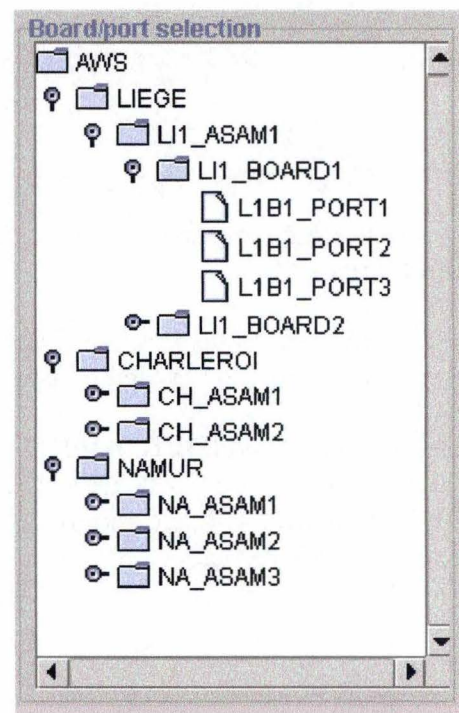 Board/port selection
AWS
LIEGE
LI1_ASAM1
LI1_BOARD1
L1B1_PORT1
L1B1_PORT2
L1B1_PORT3
LI1_BOARD2
CHARLEROI
CH_ASAM1
CH_ASAM2
NAMUR
NA_ASAM1
NA_ASAM2
NA_ASAM3